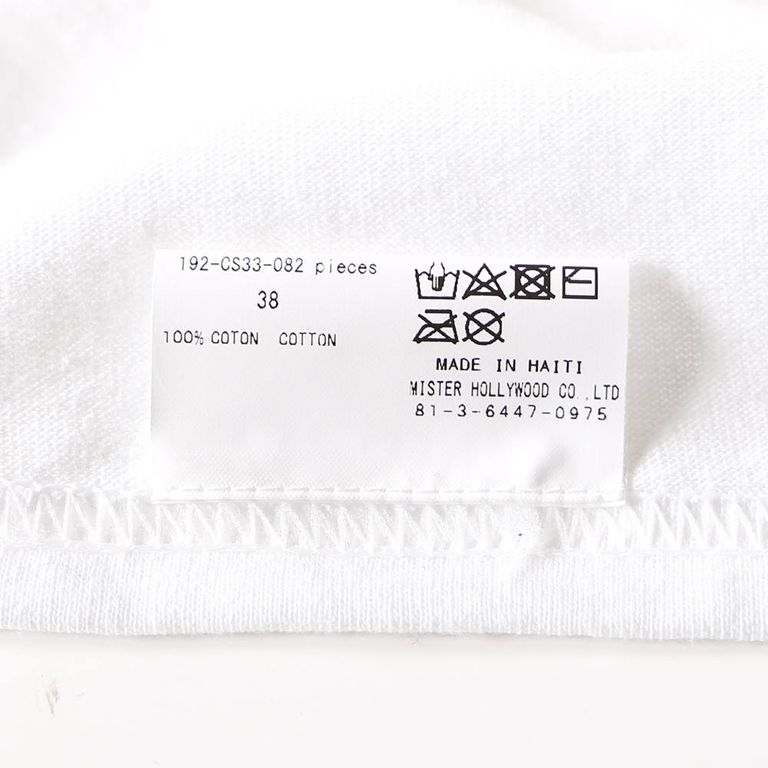 192-CS33-082 pieces
38
100% COTON COTTON
MADE IN HAITI
MISTER HOLLYWOOD CO.,LTD
81-3-6447-0975